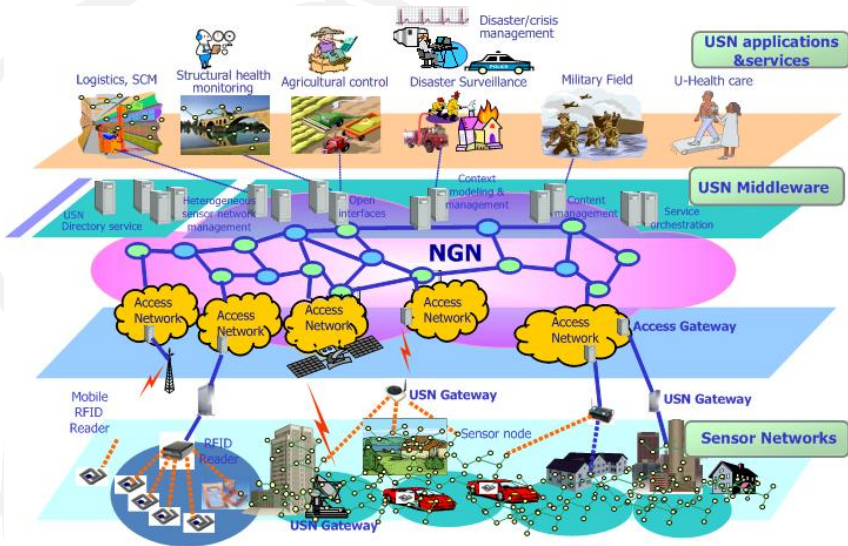 Disaster/crisis
management
USN applications
&services
Logistics, SCM
Structural health
monitoring
Agricultural control
Disaster Surveillance
Military Field
U-Health care
POLICE
USN Middleware
USN
Directory service
Heterogeneous
sensor network
management
Open
interfaces
Context
modeling &
management
Content
management
Service
orchestration
NGN
Access
Network
Access
Network
Access
Network
Access
Network
Access
Network
Access Gateway
Mobile
RFID
Reader
USN Gateway
USN Gateway
RFID
Reader
Sensor node
Sensor Networks
USN Gateway